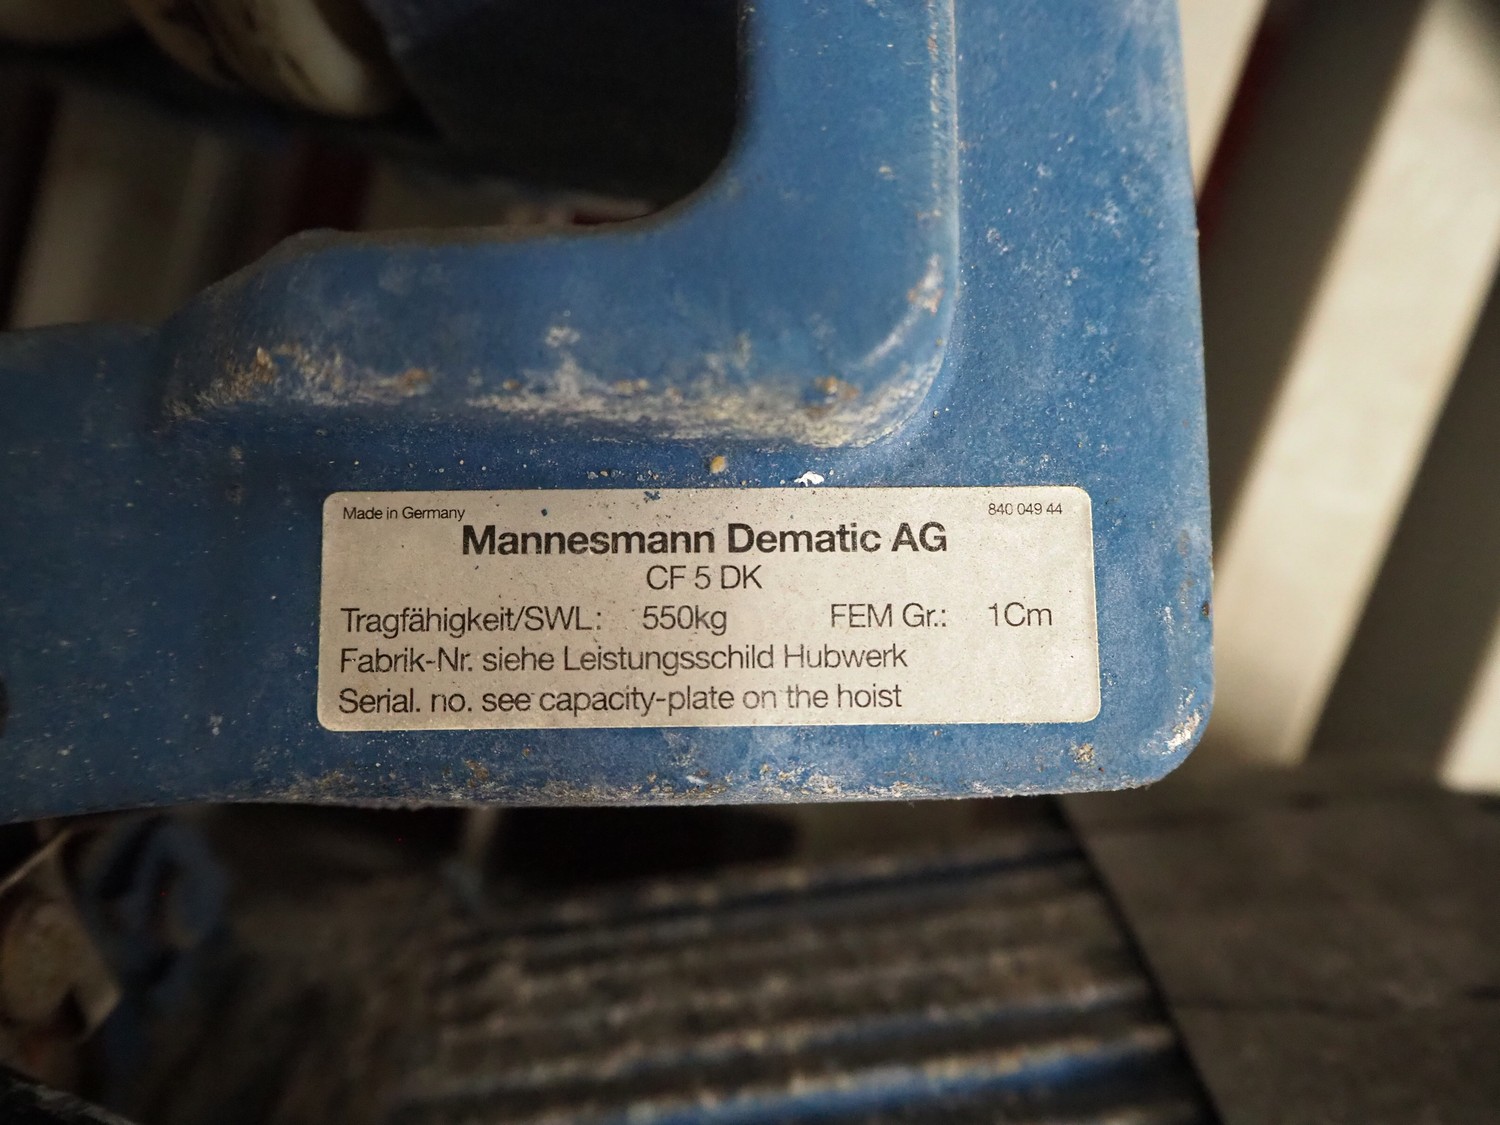 Made in Germany 840 049 44
Mannesmann Dematic AG
CF 5 DK
Tragfähigkeit/SWL: 550kg FEM Gr.: 1Cm
Fabrik-Nr. siehe Leistungsschild Hubwerk
Serial. no. see capacity-plate on the hoist